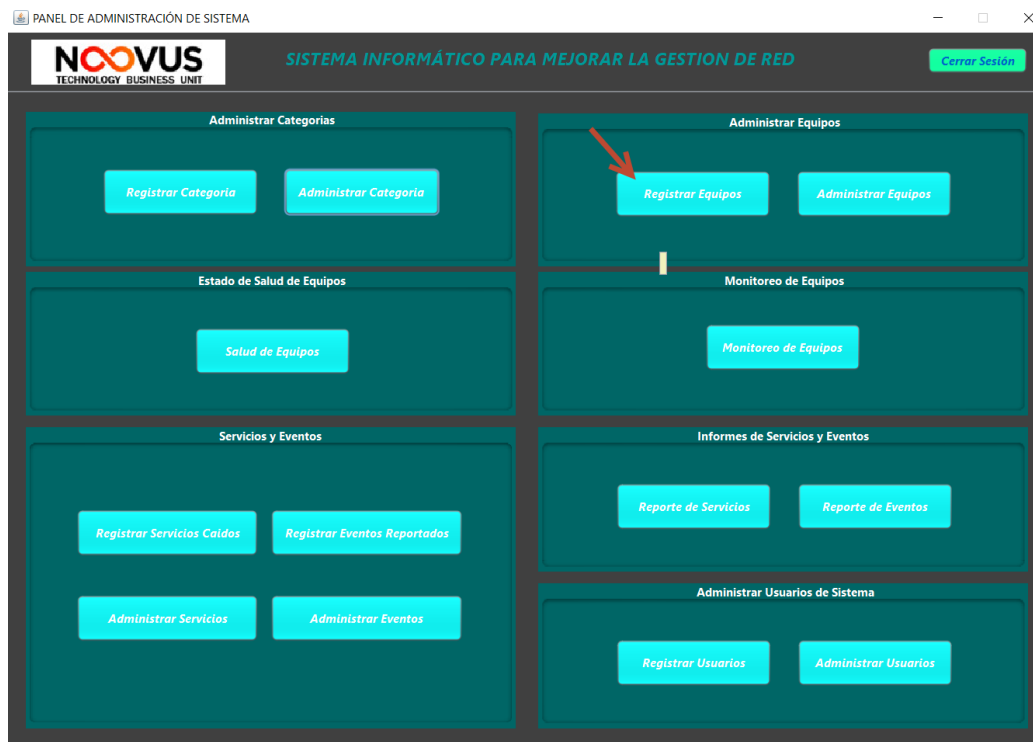 PANEL DE ADMINISTRACIÓN DE SISTEMA
NOOVUS
TECHNOLOGY BUSINESS UNIT
SISTEMA INFORMÁTICO PARA MEJORAR LA GESTION DE RED
Cerrar Sesión
Administrar Categorias
Registrar Categoria
Administrar Categoria
Administrar Equipos
Registrar Equipos
Administrar Equipos
Estado de Salud de Equipos
Salud de Equipos
Monitoreo de Equipos
Monitoreo de Equipos
Servicios y Eventos
Registrar Servicios Caidos
Registrar Eventos Reportados
Administrar Servicios
Administrar Eventos
Informes de Servicios y Eventos
Reporte de Servicios
Reporte de Eventos
Administrar Usuarios de Sistema
Registrar Usuarios
Administrar Usuarios